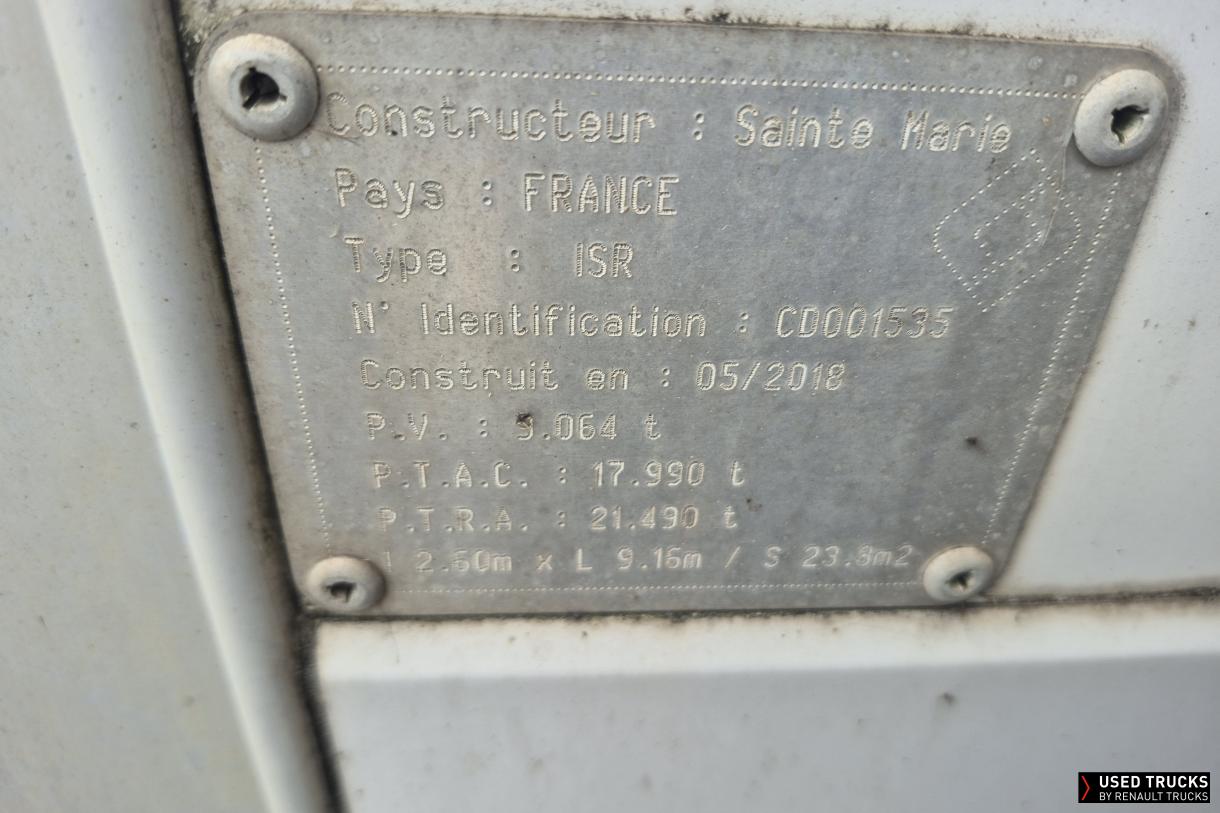 Constructeur : Sainte Marie
Pays : FRANCE
Type : ISR
N° Identification : CD001535
Construit en : 05/2018
P.V. : 9.064 t
P.T.A.C. : 17.990 t
P.T.R.A. : 21.490 t
l 2.60m x L 9.16m / S 23.8m2
USED TRUCKS
BY RENAULT TRUCKS